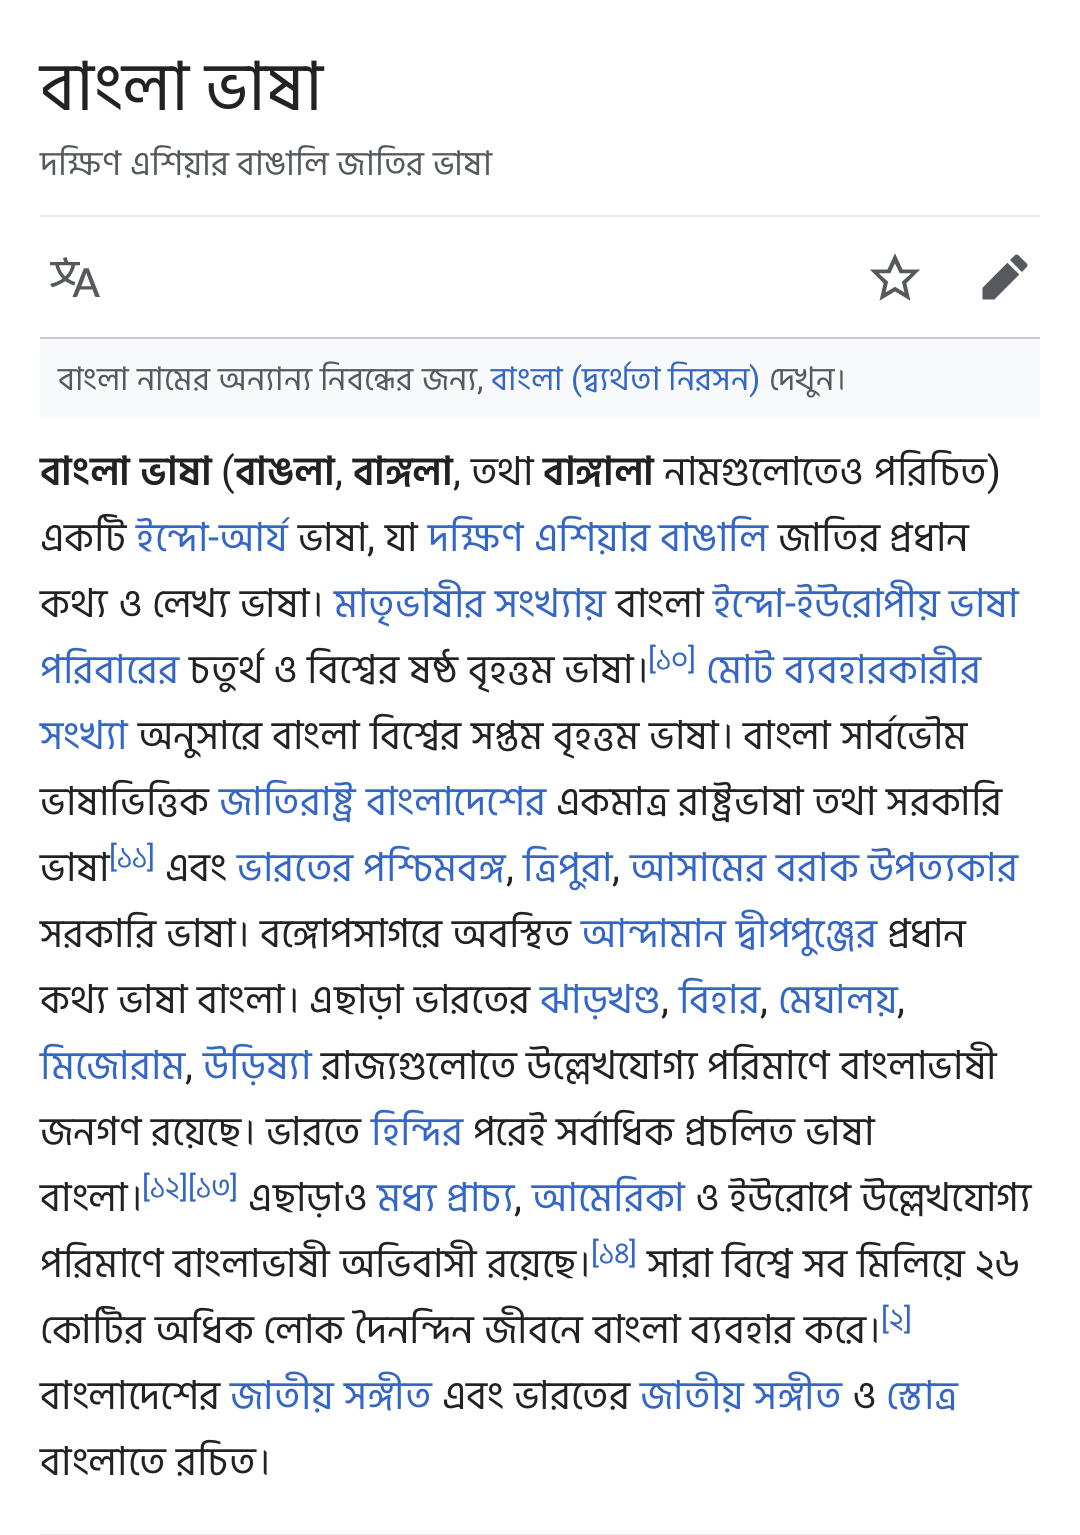 বাংলা ভাষা
দক্ষিণ এশিয়ার বাঙালি জাতির ভাষা
বাংলা নামের অন্যান্য নিবন্ধের জন্য, বাংলা (দ্ব্যর্থতা নিরসন) দেখুন।
বাংলা ভাষা (বাঙলা, বাঙ্গলা, তথা বাঙ্গালা নামগুলোতেও পরিচিত)
একটি ইন্দো-আর্য ভাষা, যা দক্ষিণ এশিয়ার বাঙালি জাতির প্রধান
কথ্য ও লেখ্য ভাষা। মাতৃভাষীর সংখ্যায় বাংলা ইন্দো-ইউরোপীয় ভাষা
পরিবারের চতুর্থ ও বিশ্বের ষষ্ঠ বৃহত্তম ভাষা।[১০] মোট ব্যবহারকারীর
সংখ্যা অনুসারে বাংলা বিশ্বের সপ্তম বৃহত্তম ভাষা। বাংলা সার্বভৌম
ভাষাভিত্তিক জাতিরাষ্ট্র বাংলাদেশের একমাত্র রাষ্ট্রভাষা তথা সরকারি
ভাষা[১১] এবং ভারতের পশ্চিমবঙ্গ, ত্রিপুরা, আসামের বরাক উপত্যকার
সরকারি ভাষা। বঙ্গোপসাগরে অবস্থিত আন্দামান দ্বীপপুঞ্জের প্রধান
কথ্য ভাষা বাংলা। এছাড়া ভারতের ঝাড়খণ্ড, বিহার, মেঘালয়,
মিজোরাম, উড়িষ্যা রাজ্যগুলোতে উল্লেখযোগ্য পরিমাণে বাংলাভাষী
জনগণ রয়েছে। ভারতে হিন্দির পরেই সর্বাধিক প্রচলিত ভাষা
বাংলা।[১২][১৩] এছাড়াও মধ্য প্রাচ্য, আমেরিকা ও ইউরোপে উল্লেখযোগ্য
পরিমাণে বাংলাভাষী অভিবাসী রয়েছে।[১৪] সারা বিশ্বে সব মিলিয়ে ২৬
কোটির অধিক লোক দৈনন্দিন জীবনে বাংলা ব্যবহার করে।[২]
বাংলাদেশের জাতীয় সঙ্গীত এবং ভারতের জাতীয় সঙ্গীত ও স্তোত্র
বাংলাতে রচিত।